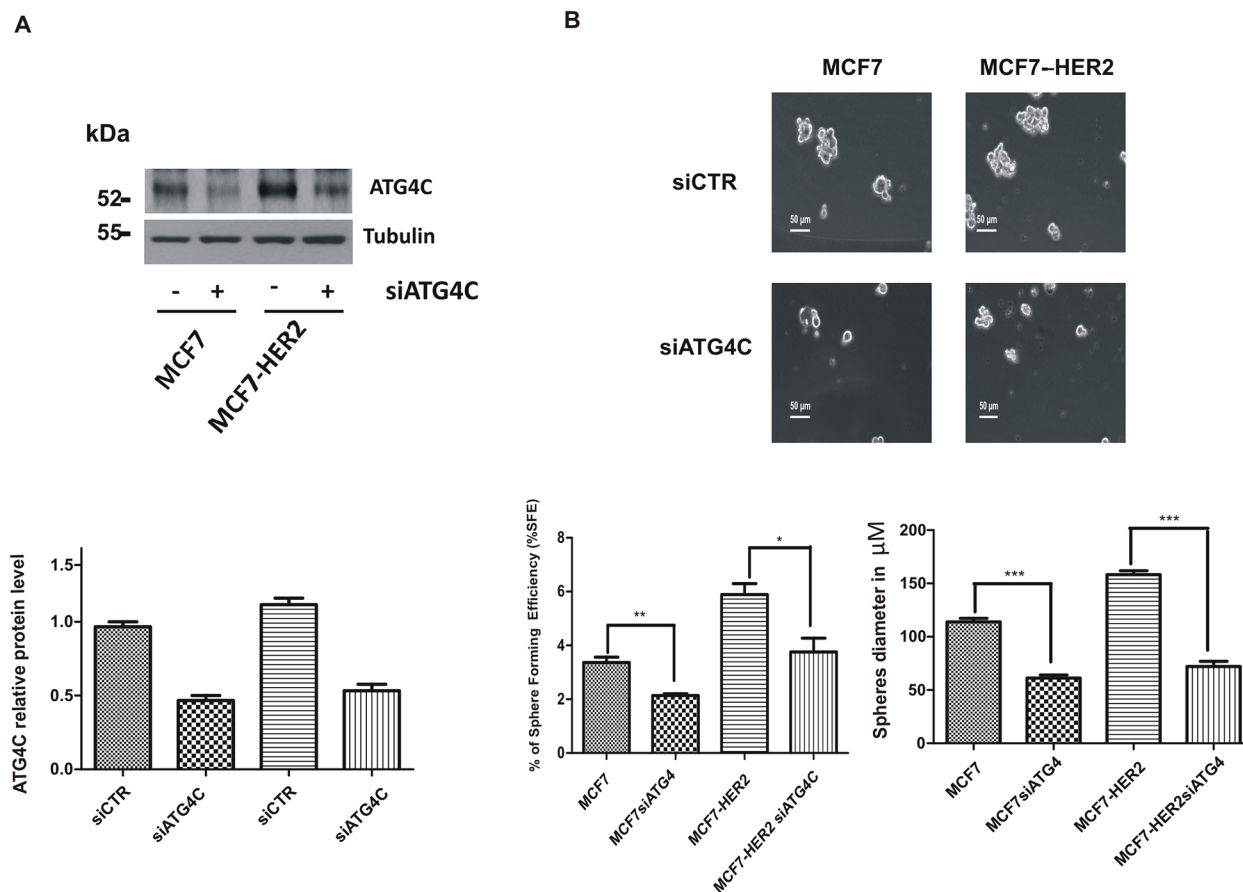 A
B
kDa
52
55
ATG4C
Tubulin
- + - + siATG4C
MCF7
MCF7-HER2
MCF7 MCF7-HER2
siCTR
50 µm
50 µm
siATG4C
50 µm
50 µm
ATG4C relative protein level
1.5
1.0
0.5
0.0
siCTR
siATG4C
siCTR
siATG4C
% of Sphere Forming Efficiency (%SFE)
8
6
4
2
0
**
*
MCF7
MCF7siATG4
MCF7-HER2
MCF7-HER2 siATG4C
Spheres diameter in µM
200
150
100
50
0
***
***
MCF7
MCF7siATG4
MCF7-HER2
MCF7-HER2siATG4